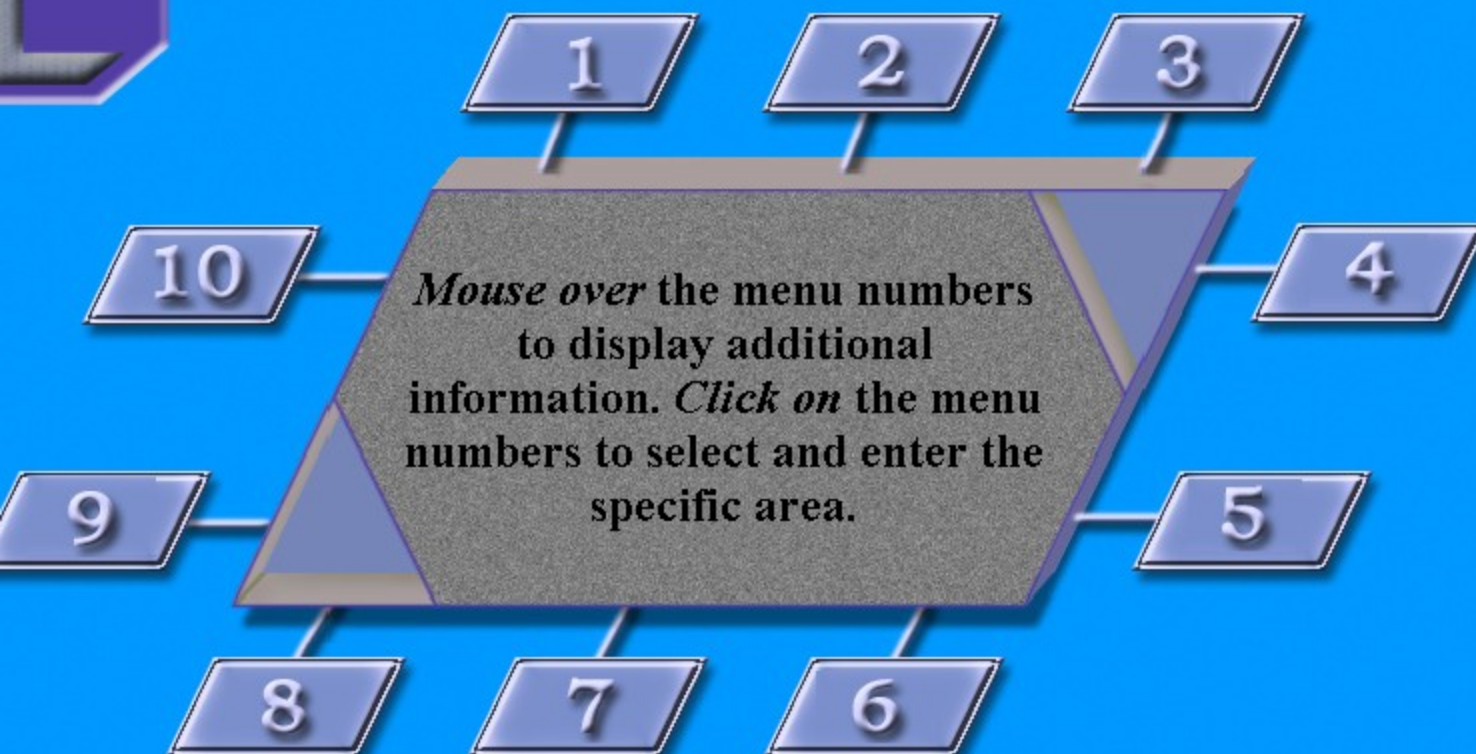 1
2
3
10
4
Mouse over the menu numbers
to display additional
information. Click on the menu
numbers to select and enter the
specific area.
9
5
8
7
6